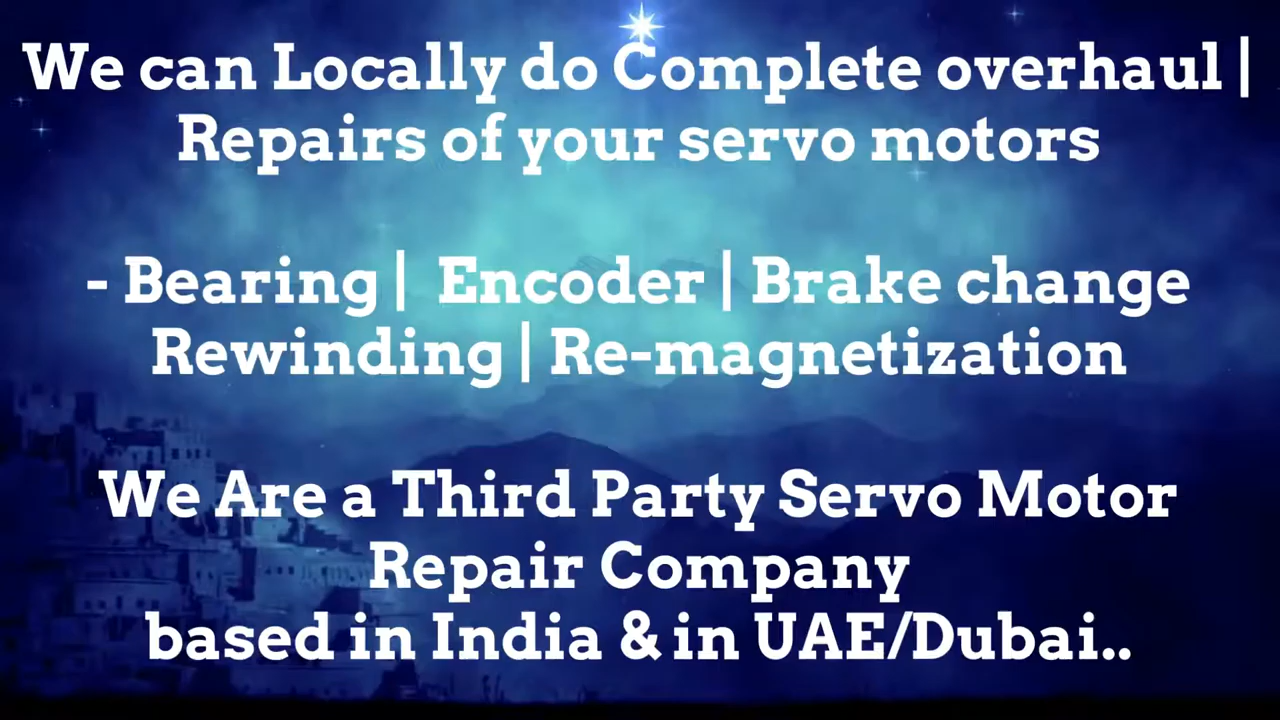 We can Locally do Complete overhaul |
Repairs of your servo motors
- Bearing | Encoder | Brake change
Rewinding | Re-magnetization
We Are a Third Party Servo Motor
Repair Company
based in India & in UAE/Dubai..